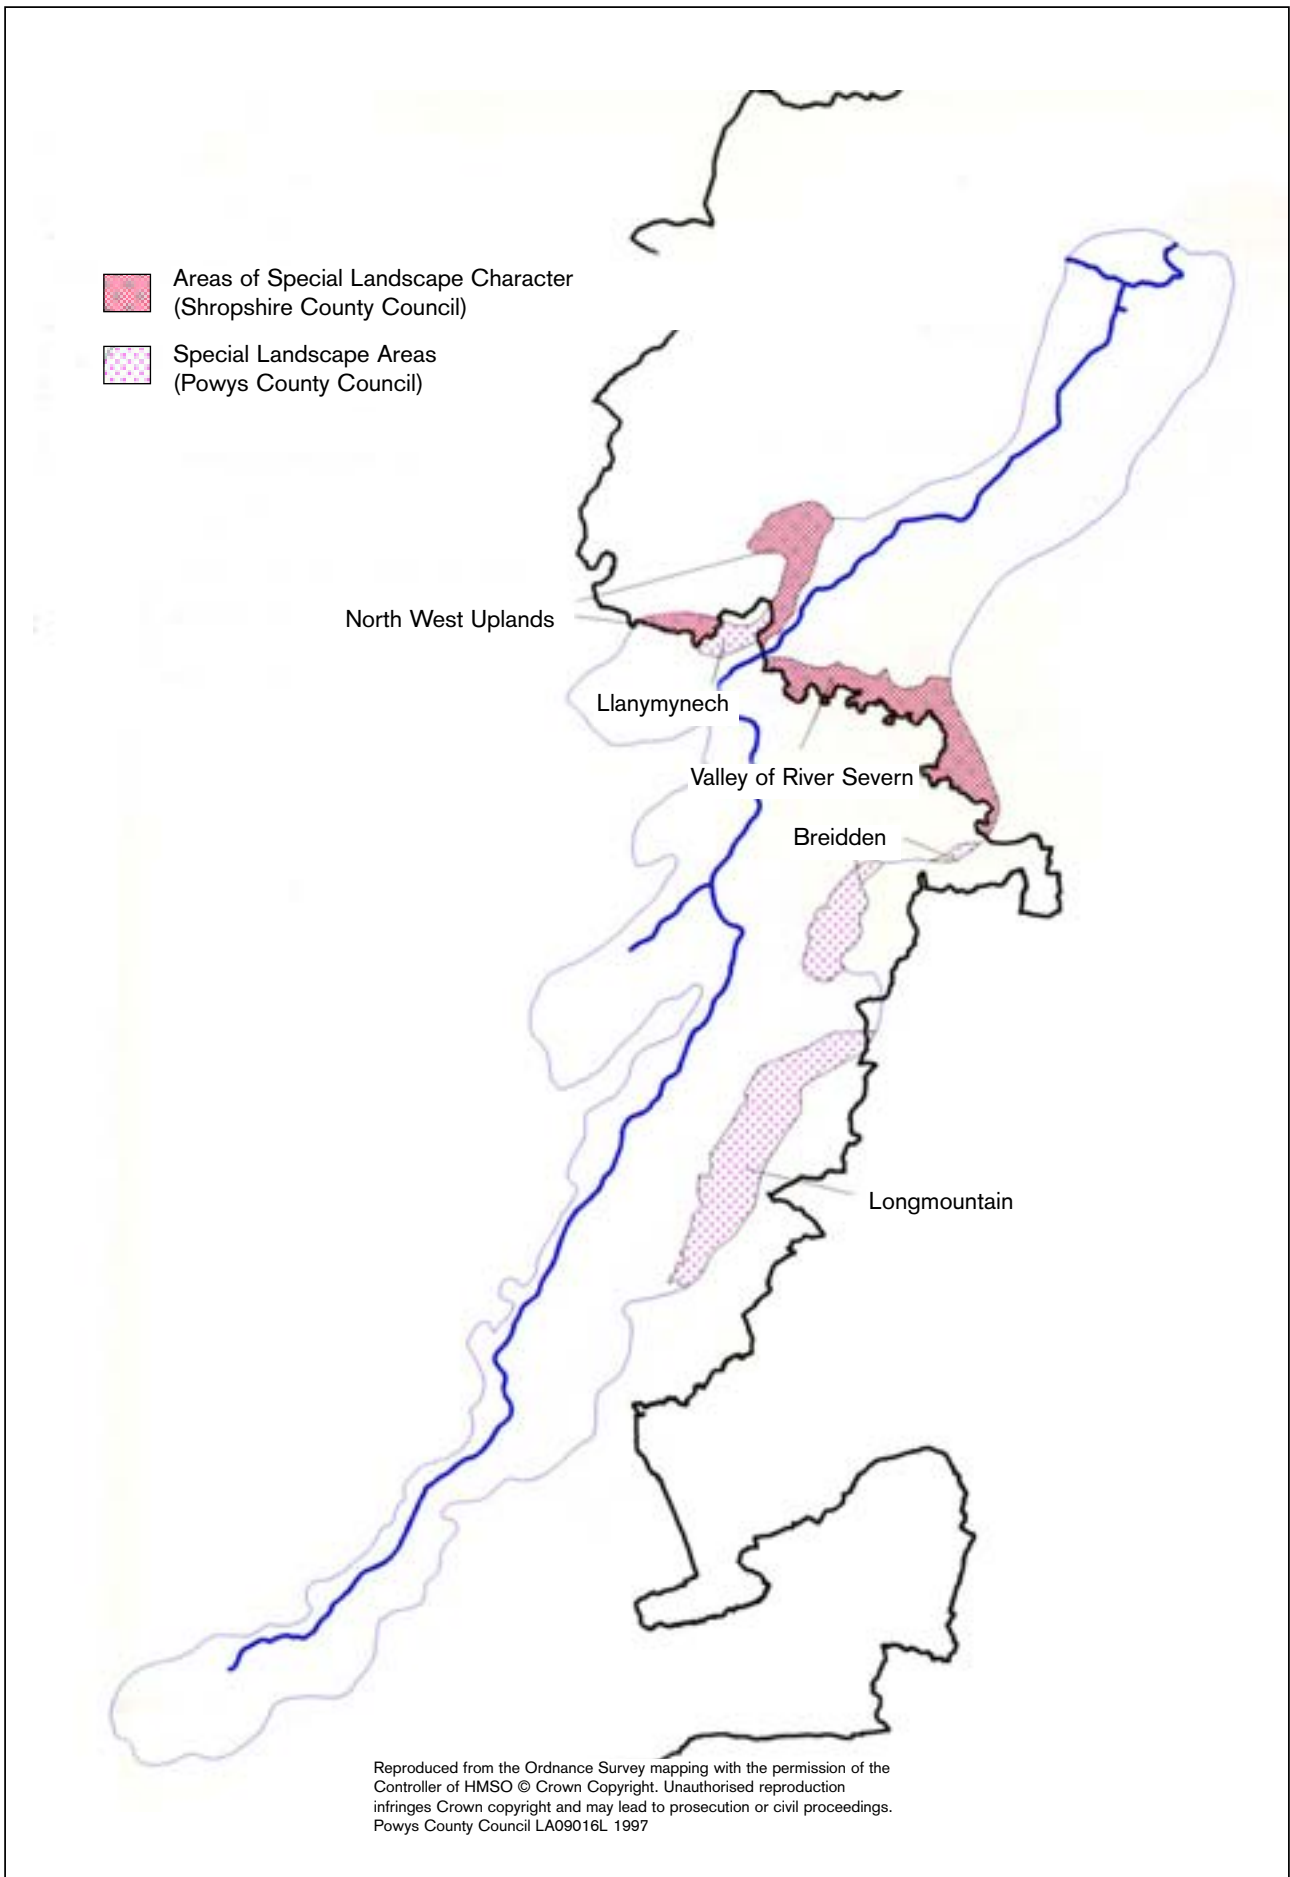 Areas of Special Landscape Character
(Shropshire County Council)
Special Landscape Areas
(Powys County Council)
North West Uplands
Llanymynech
Valley of River Severn
Breidden
Longmountain
Reproduced from the Ordnance Survey mapping with the permission of the
Controller of HMSO © Crown Copyright. Unauthorised reproduction
infringes Crown copyright and may lead to prosecution or civil proceedings.
Powys County Council LA09016L 1997